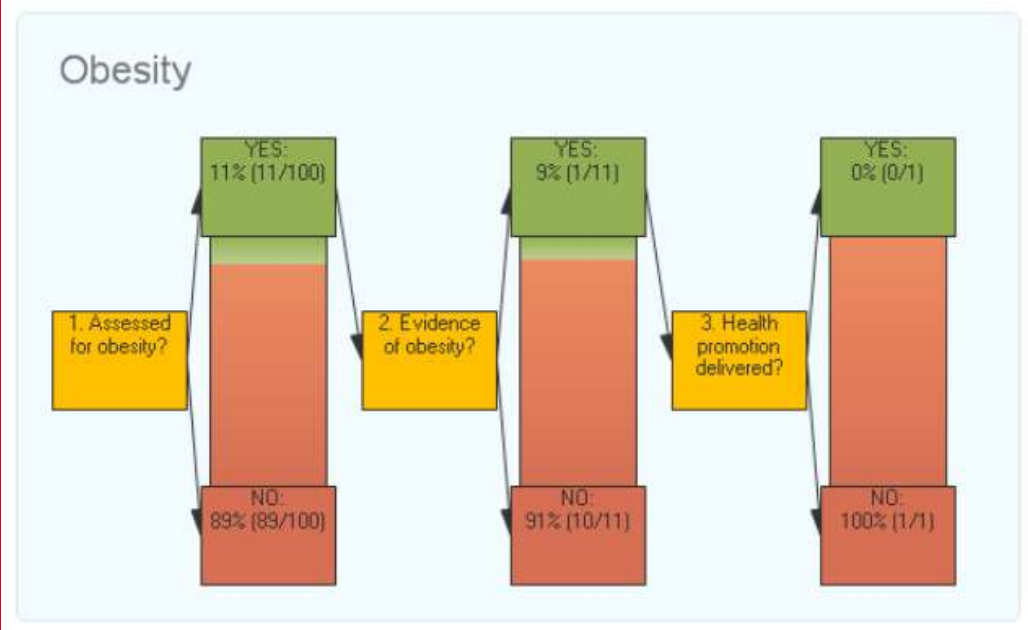 Obesity
YES:
11% (11/100)
YES:
9% (1/11)
YES:
0% (0/1)
1. Assessed
for obesity?
2. Evidence
of obesity?
3. Health
promotion
delivered?
NO:
89% (89/100)
NO:
91% (10/11)
NO:
100% (1/1)